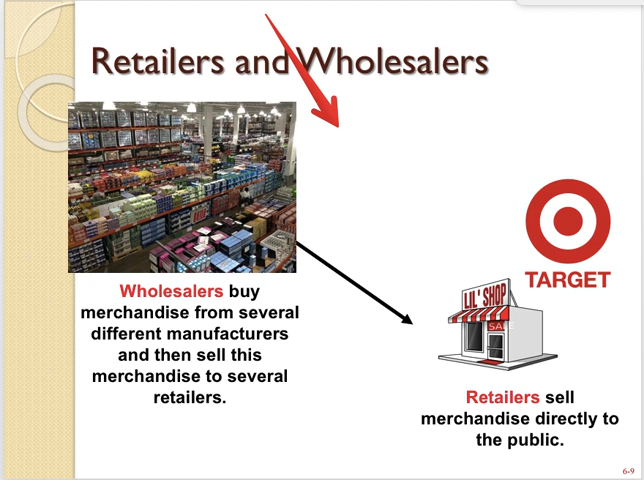 Retailers and Wholesalers
TARGET
LIL' SHOP
SALE
Wholesalers buy
merchandise from several
different manufacturers
and then sell this
merchandise to several
retailers.
Retailers sell
merchandise directly to
the public.
6-9